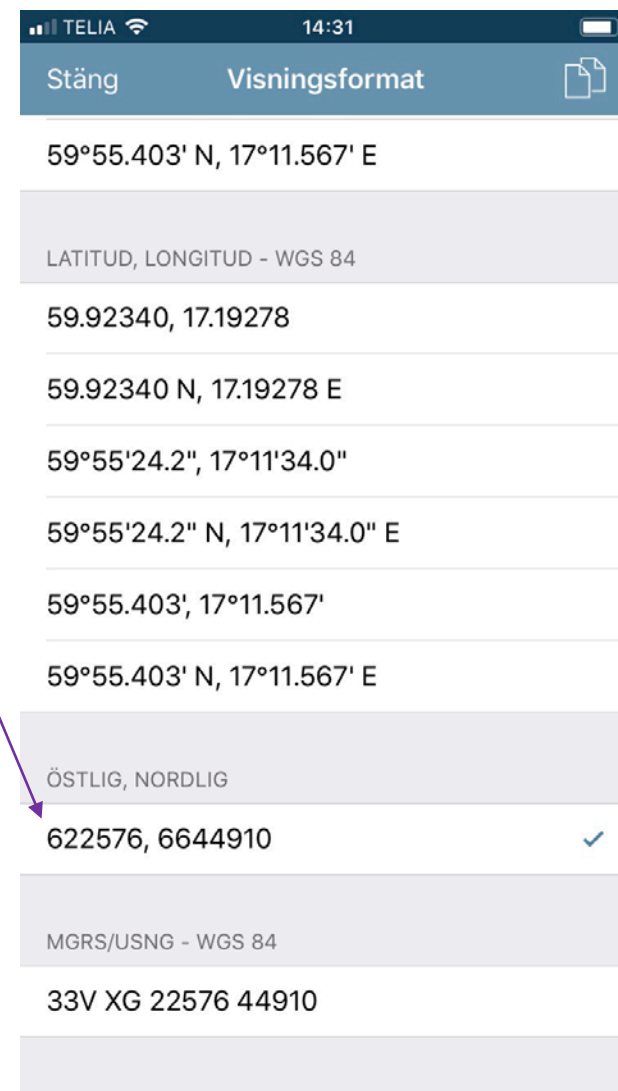 TELIA 14:31
Stäng Visningsformat
59°55.403' N, 17°11.567' E
LATITUD, LONGITUD - WGS 84
59.92340, 17.19278
59.92340 N, 17.19278 E
59°55'24.2", 17°11'34.0"
59°55'24.2" N, 17°11'34.0" E
59°55.403', 17°11.567'
59°55.403' N, 17°11.567' E
ÖSTLIG, NORDLIG
622576, 6644910
MGRS/USNG - WGS 84
33V XG 22576 44910